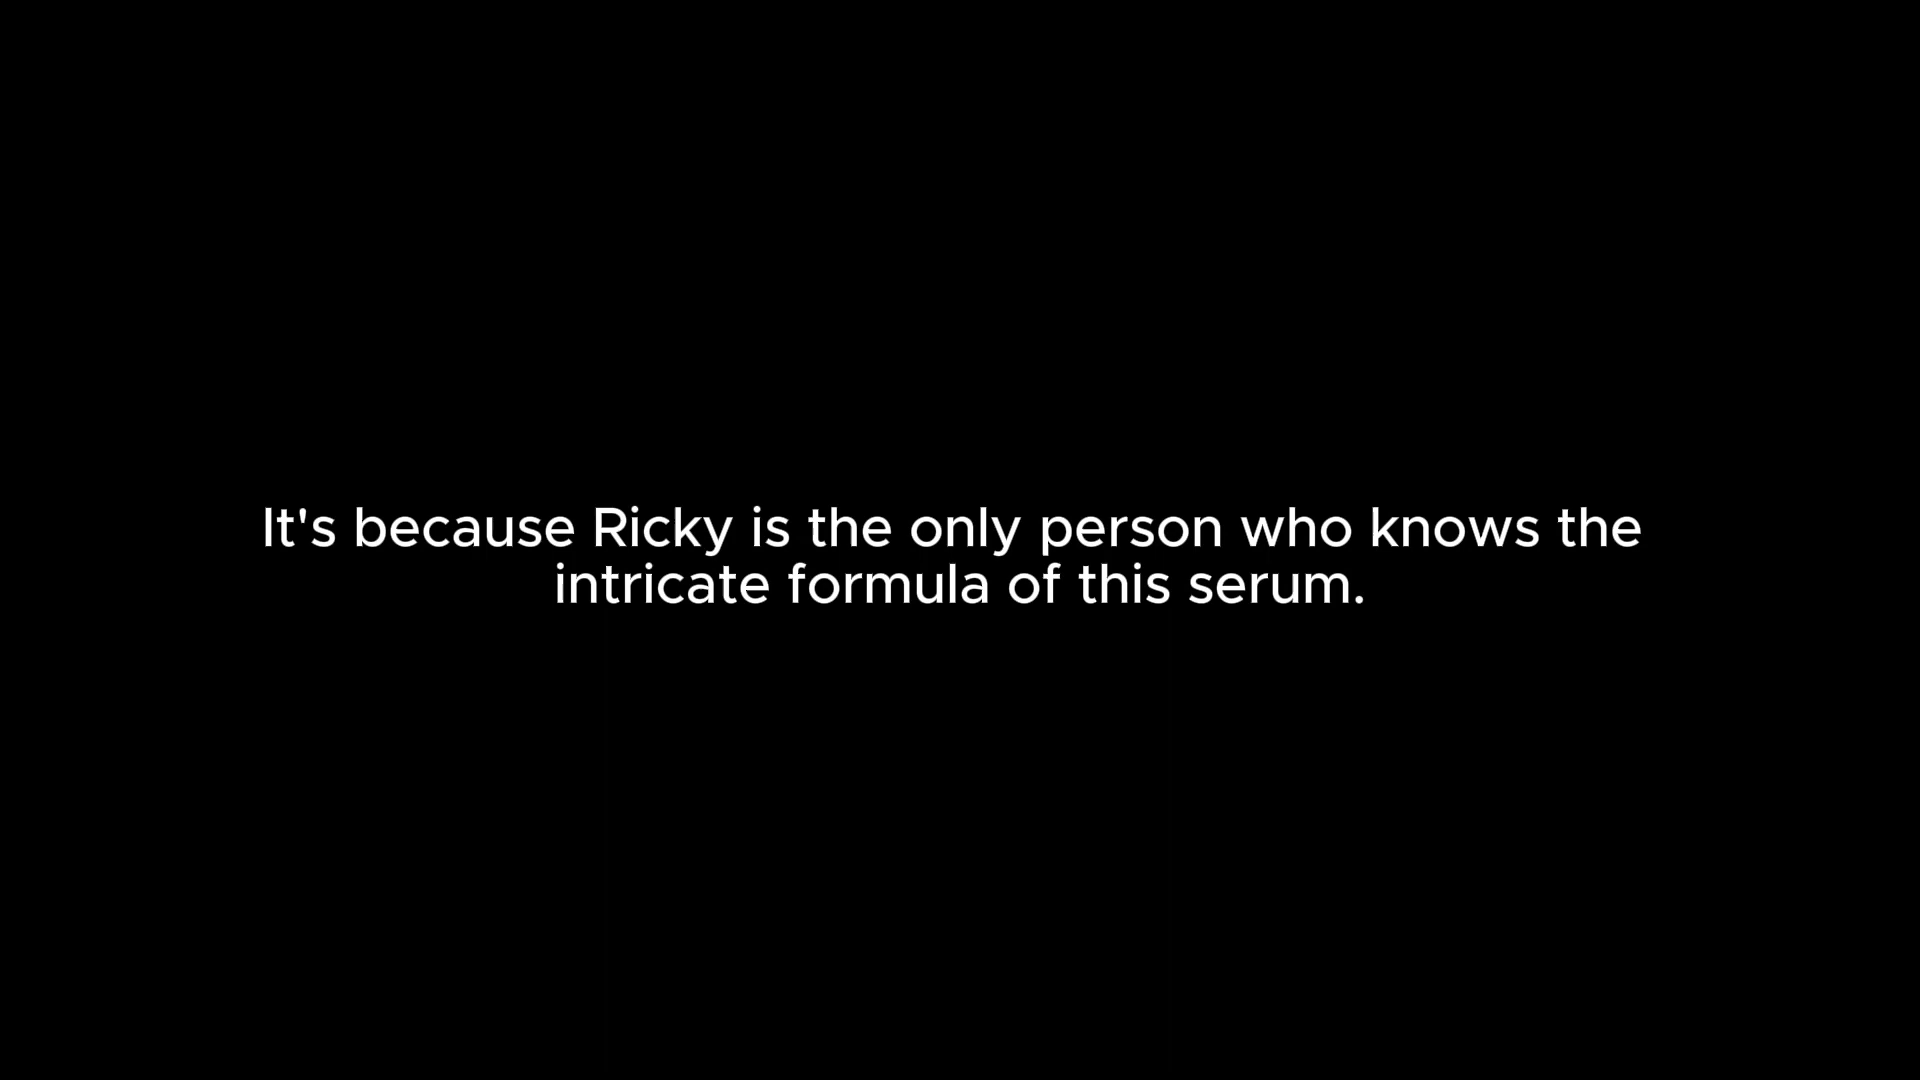 It's because Ricky is the only person who knows the
intricate formula of this serum.